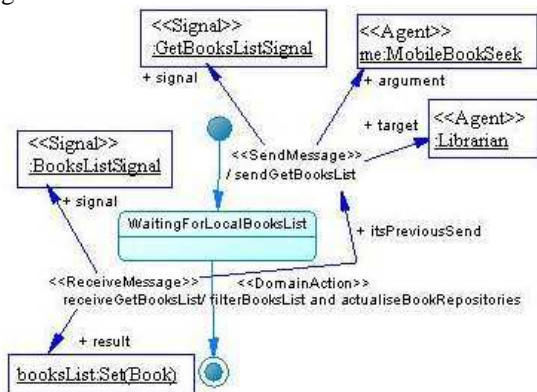 <<Signal>>
:GetBooksListSignal
<<Agent>>
me:MobileBookSeek
+ signal
+ argument
+ target
<<Agent>>
:Librarian
<<Signal>>
:BooksListSignal
<<SendMessage>>
/ sendGetBooksList
+ signal
WaitingForLocalBooksList
+ itsPreviousSend
<<ReceiveMessage>>
<<DomainAction>>
receiveGetBooksList/ filterBooksList and actualiseBookRepositories
+ result
booksList:Set(Book)